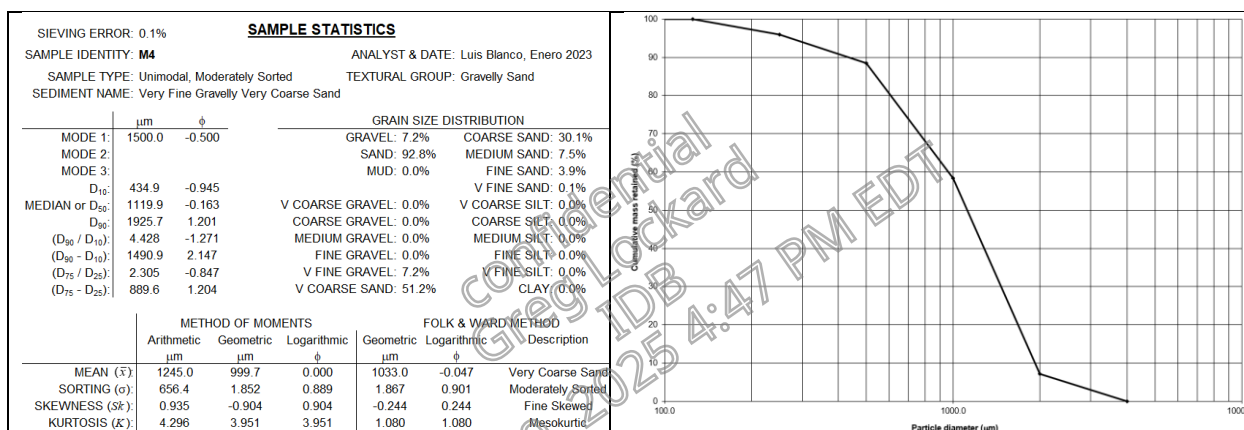 SAMPLE STATISTICS
SIEVING ERROR: 0.1%
SAMPLE IDENTITY: M4 ANALYST & DATE: Luis Blanco, Enero 2023
SAMPLE TYPE: Unimodal, Moderately Sorted TEXTURAL GROUP: Gravelly Sand
SEDIMENT NAME: Very Fine Gravelly Very Coarse Sand
μm ϕ GRAIN SIZE DISTRIBUTION
MODE 1: 1500.0 -0.500 GRAVEL: 7.2% COARSE SAND: 30.1%
MODE 2: SAND: 92.8% MEDIUM SAND: 7.5%
MODE 3: MUD: 0.0% FINE SAND: 3.9%
D10: 434.9 -0.945 V FINE SAND: 0.1%
MEDIAN or D50: 1119.9 -0.163 V COARSE GRAVEL: 0.0% V COARSE SILT: 0.0%
D90: 1925.7 1.201 COARSE GRAVEL: 0.0% COARSE SILT: 0.0%
(D90 / D10): 4.428 -1.271 MEDIUM GRAVEL: 0.0% MEDIUM SILT: 0.0%
(D90 - D10): 1490.9 2.147 FINE GRAVEL: 0.0% FINE SILT: 0.0%
(D75 / D25): 2.305 -0.847 V FINE GRAVEL: 7.2% V FINE SILT: 0.0%
(D75 - D25): 889.6 1.204 V COARSE SAND: 51.2% CLAY: 0.0%
METHOD OF MOMENTS FOLK & WARD METHOD
Arithmetic Geometric Logarithmic Geometric Logarithmic Description
μm μm ϕ μm ϕ
MEAN (x̄): 1245.0 999.7 0.000 1033.0 -0.047 Very Coarse Sand
SORTING (σ): 656.4 1.852 0.889 1.867 0.901 Moderately Sorted
SKEWNESS (Sk): 0.935 -0.904 0.904 -0.244 0.244 Fine Skewed
KURTOSIS (K): 4.296 3.951 3.951 1.080 1.080 Mesokurtic
100
90
80
70
60
50
40
30
20
10
0
Cumulative mass retained (%)
100.0 1000.0 1000
Particle diameter (μm)
confidential
Greg Lockard
IDB
2025 4:47 PM EDT